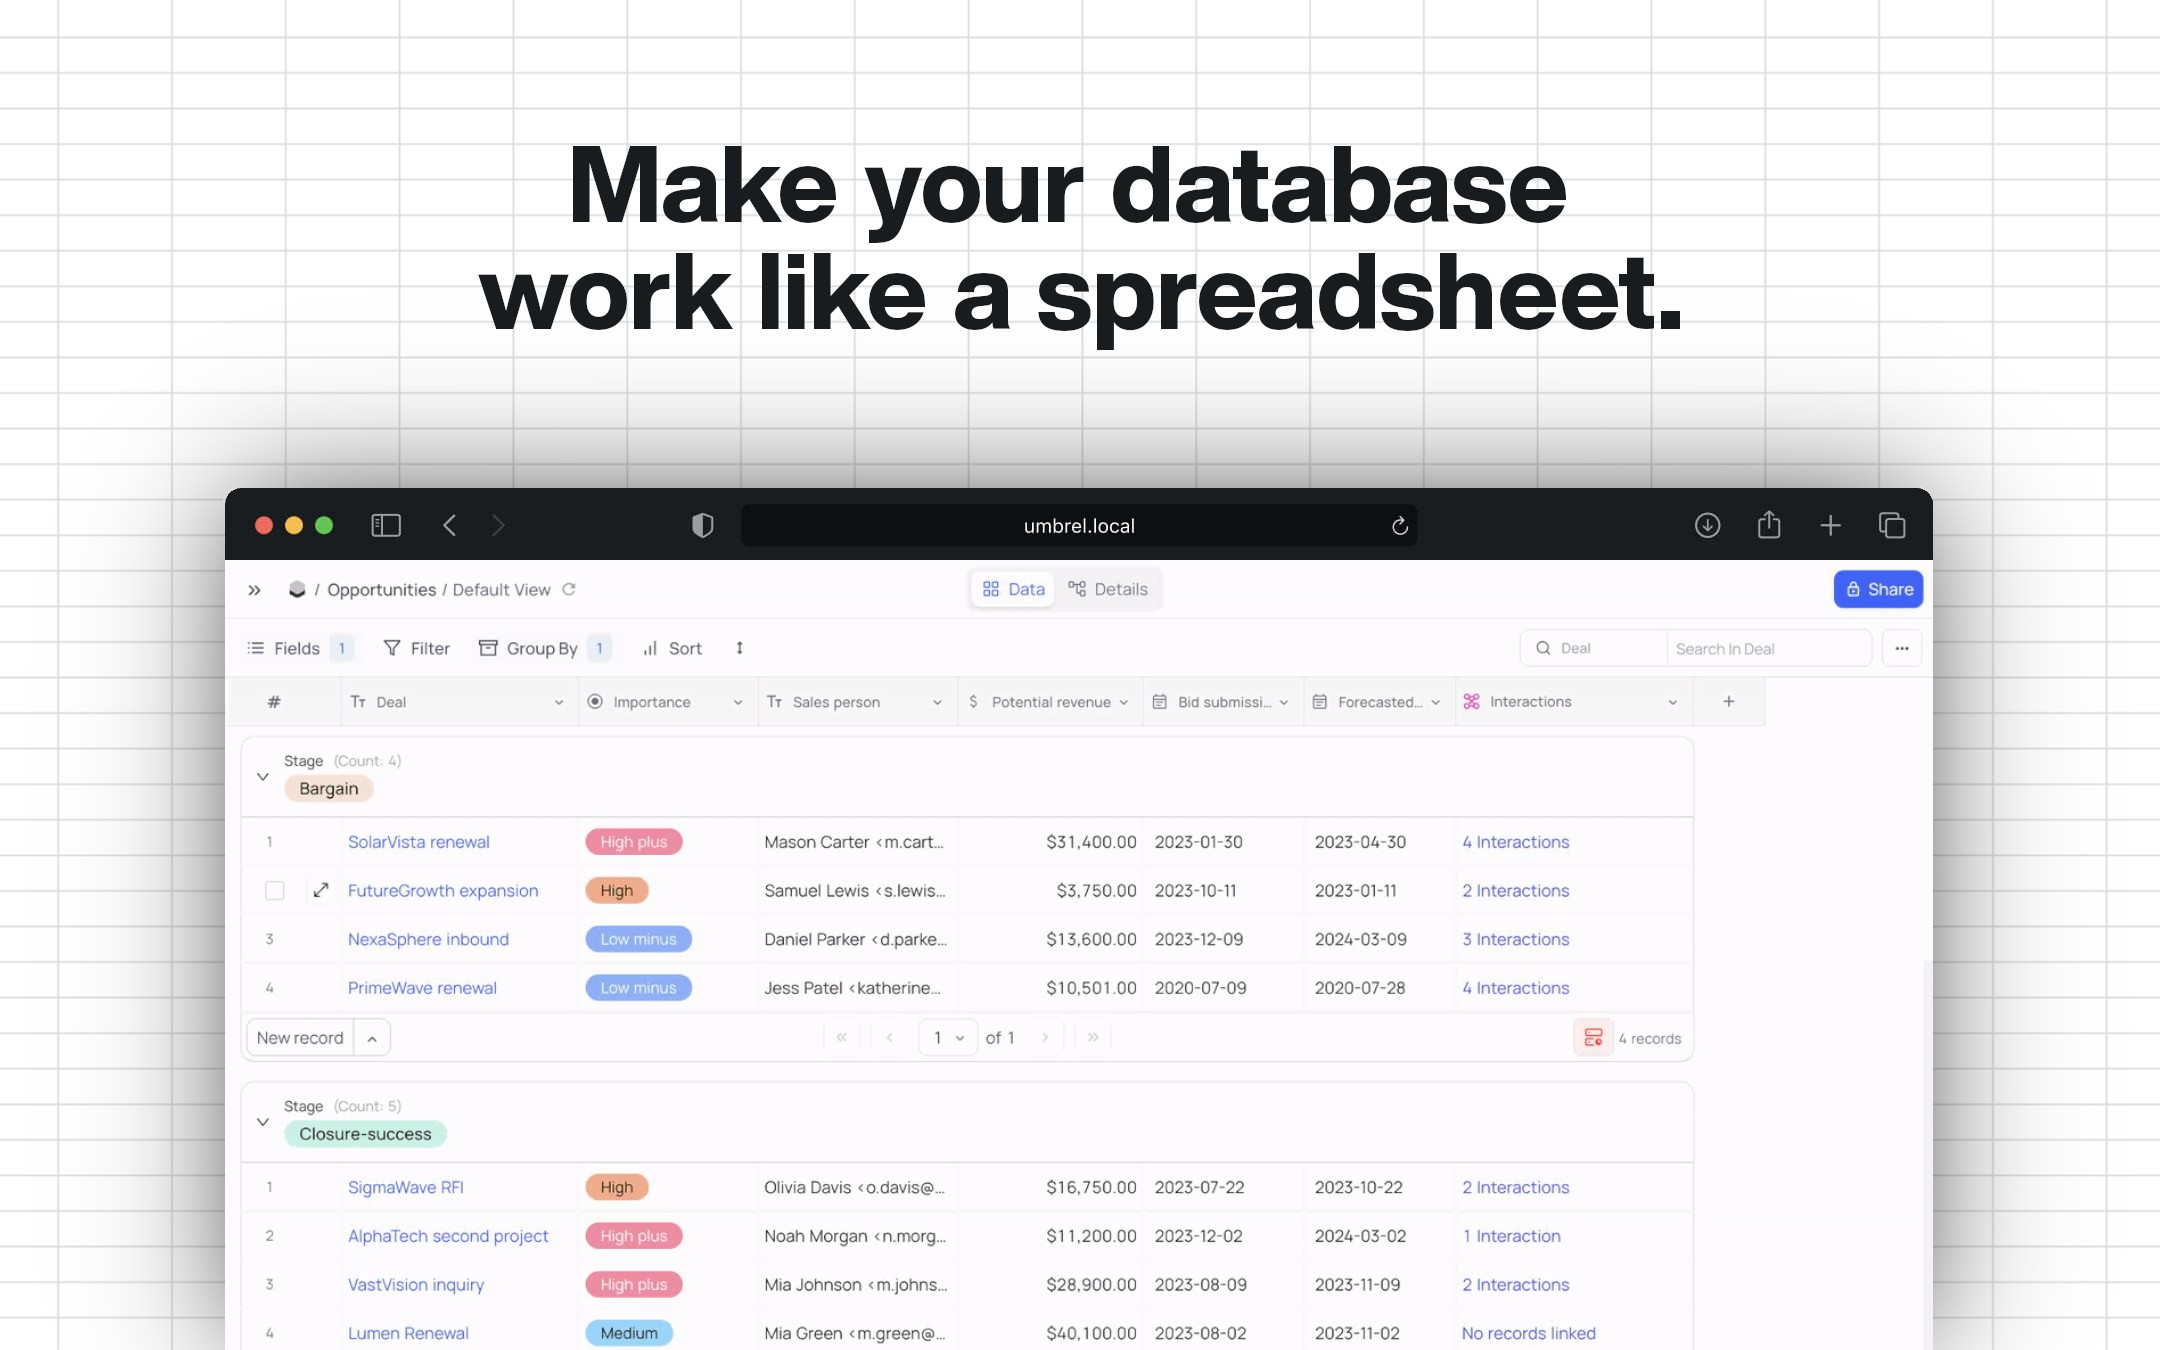 Make your database
work like a spreadsheet.
umbrel.local
/ Opportunities / Default View
Data
Details
Share
Fields 1
Filter
Group By 1
Sort
Deal
Search In Deal
# Deal Importance Sales person $ Potential revenue Bid submissi... Forecasted... Interactions +
Stage (Count: 4)
Bargain
1 SolarVista renewal High plus Mason Carter <m.cart... $31,400.00 2023-01-30 2023-04-30 4 Interactions
FutureGrowth expansion High Samuel Lewis <s.lewis... $3,750.00 2023-10-11 2023-01-11 2 Interactions
3 NexaSphere inbound Low minus Daniel Parker <d.parke... $13,600.00 2023-12-09 2024-03-09 3 Interactions
4 PrimeWave renewal Low minus Jess Patel <katherine... $10,501.00 2020-07-09 2020-07-28 4 Interactions
New record 1 of 1 4 records
Stage (Count: 5)
Closure-success
1 SigmaWave RFI High Olivia Davis <o.davis@... $16,750.00 2023-07-22 2023-10-22 2 Interactions
2 AlphaTech second project High plus Noah Morgan <n.morg... $11,200.00 2023-12-02 2024-03-02 1 Interaction
3 VastVision inquiry High plus Mia Johnson <m.johns... $28,900.00 2023-08-09 2023-11-09 2 Interactions
4 Lumen Renewal Medium Mia Green <m.green@... $40,100.00 2023-08-02 2023-11-02 No records linked